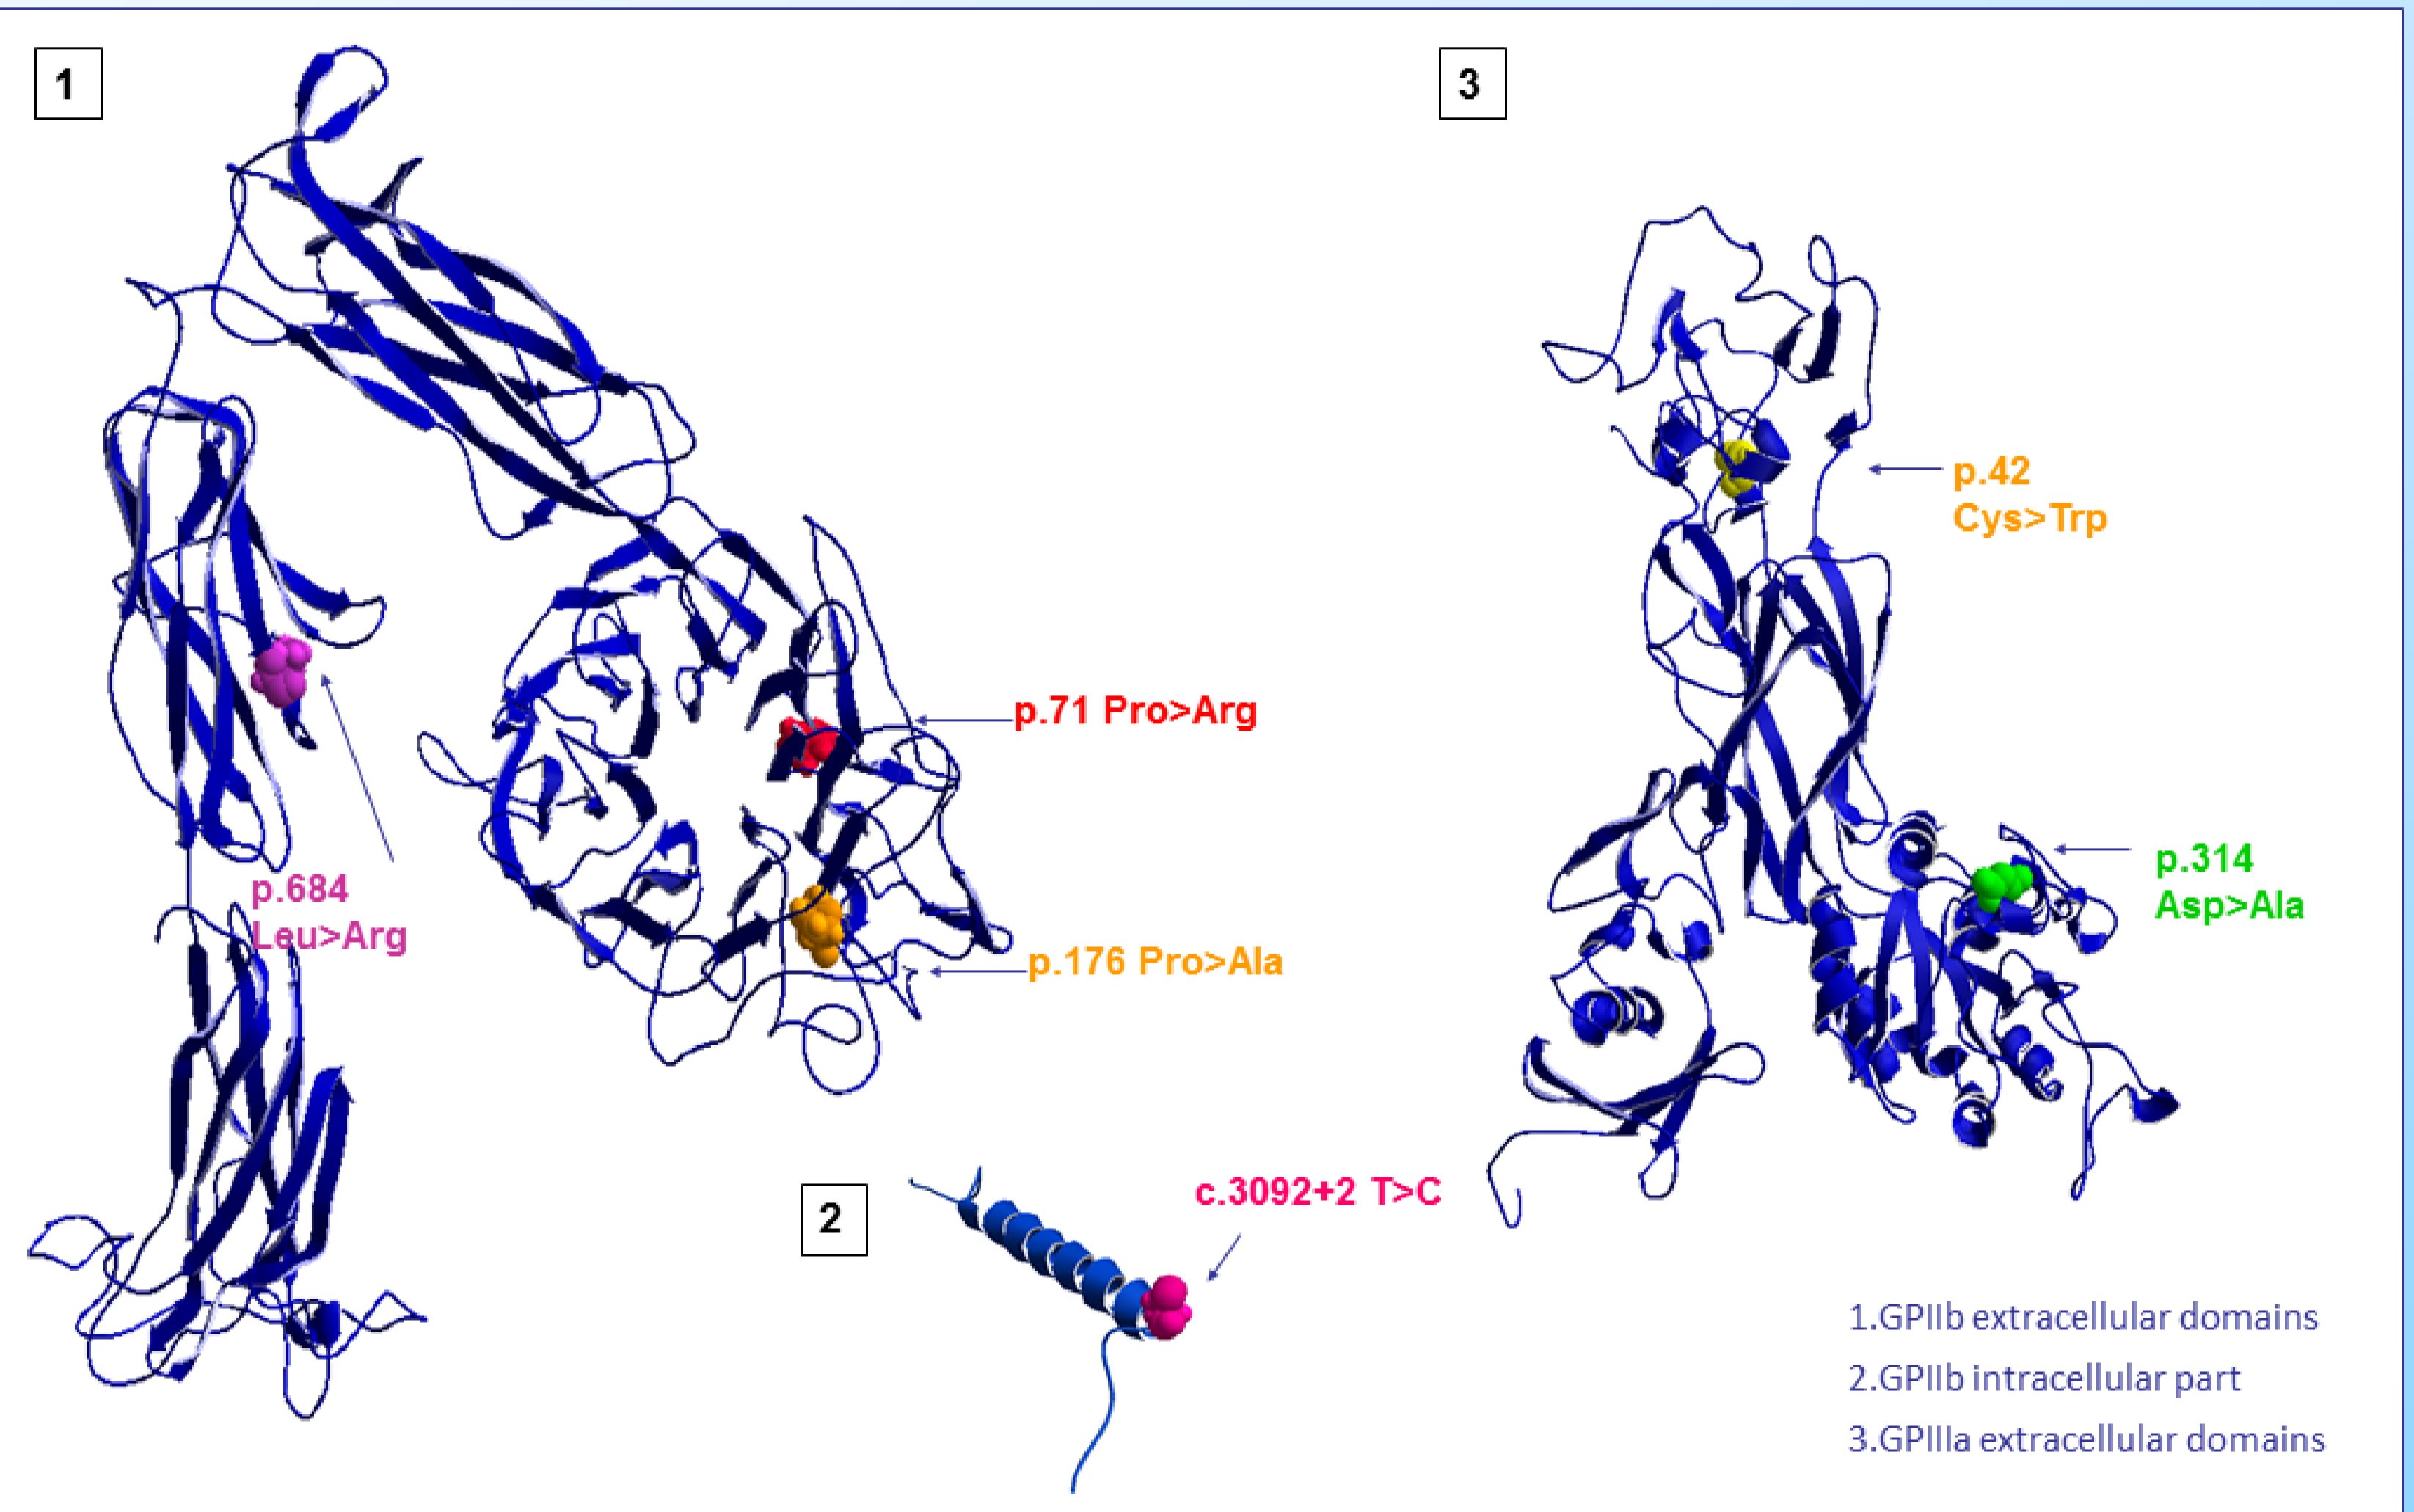 1
3
p.42
Cys>Trp
p.71 Pro>Arg
p.314
Asp>Ala
p.684
Leu>Arg
p.176 Pro>Ala
2
c.3092+2 T>C
1.GPIIb extracellular domains
2.GPIIb intracellular part
3.GPIIIa extracellular domains